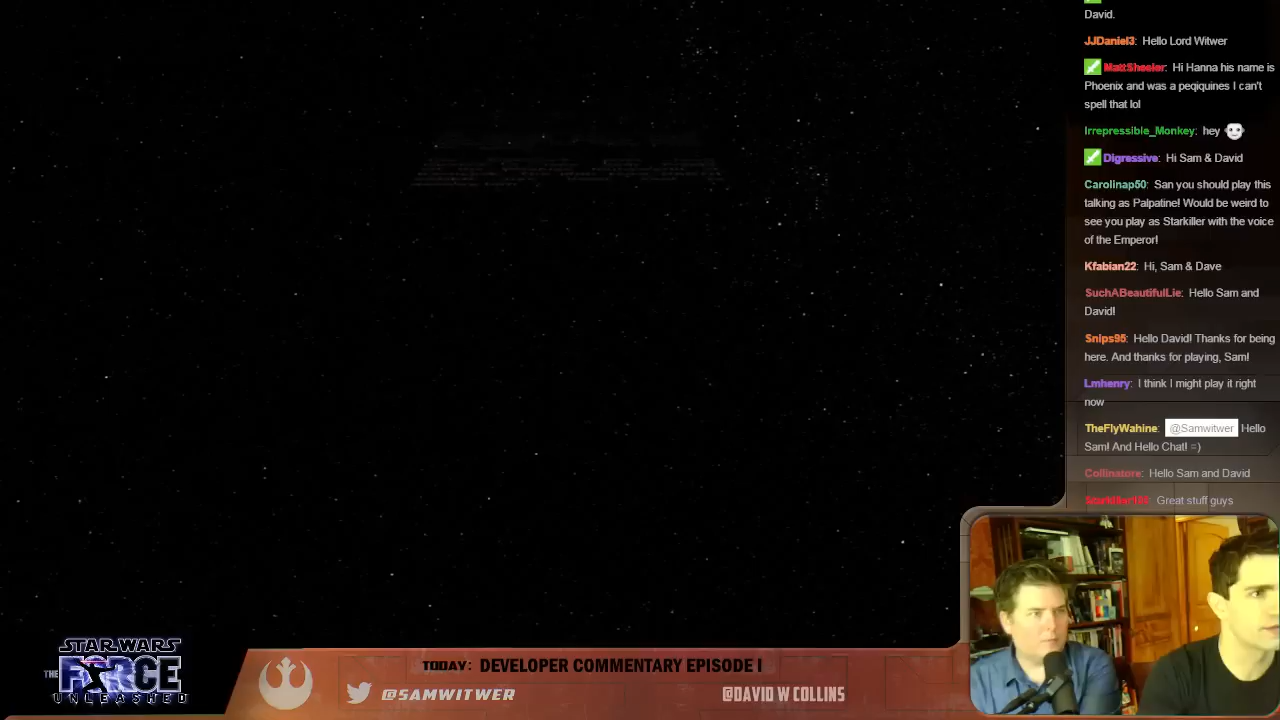 David.
JJDaniel3: Hello Lord Witwer
MattSheeler: Hi Hanna his name is
Phoenix and was a peqiquines I can't
spell that lol
Irrepressible_Monkey: hey
Digressive: Hi Sam & David
Carolinap50: San you should play this
talking as Palpatine! Would be weird to
see you play as Starkiller with the voice
of the Emperor!
Kfabian22: Hi, Sam & Dave
SuchABeautifulLie: Hello Sam and
David!
Snips95: Hello David! Thanks for being
here. And thanks for playing, Sam!
Lmhenry: I think I might play it right
now
TheFlyWahine: @Samwitwer Hello
Sam! And Hello Chat! =)
Collinatore: Hello Sam and David
Great stuff guys
STAR WARS
THE FORCE
UNLEASHED
TODAY: DEVELOPER COMMENTARY EPISODE I
@SAMWITWER
@DAVID W COLLINS